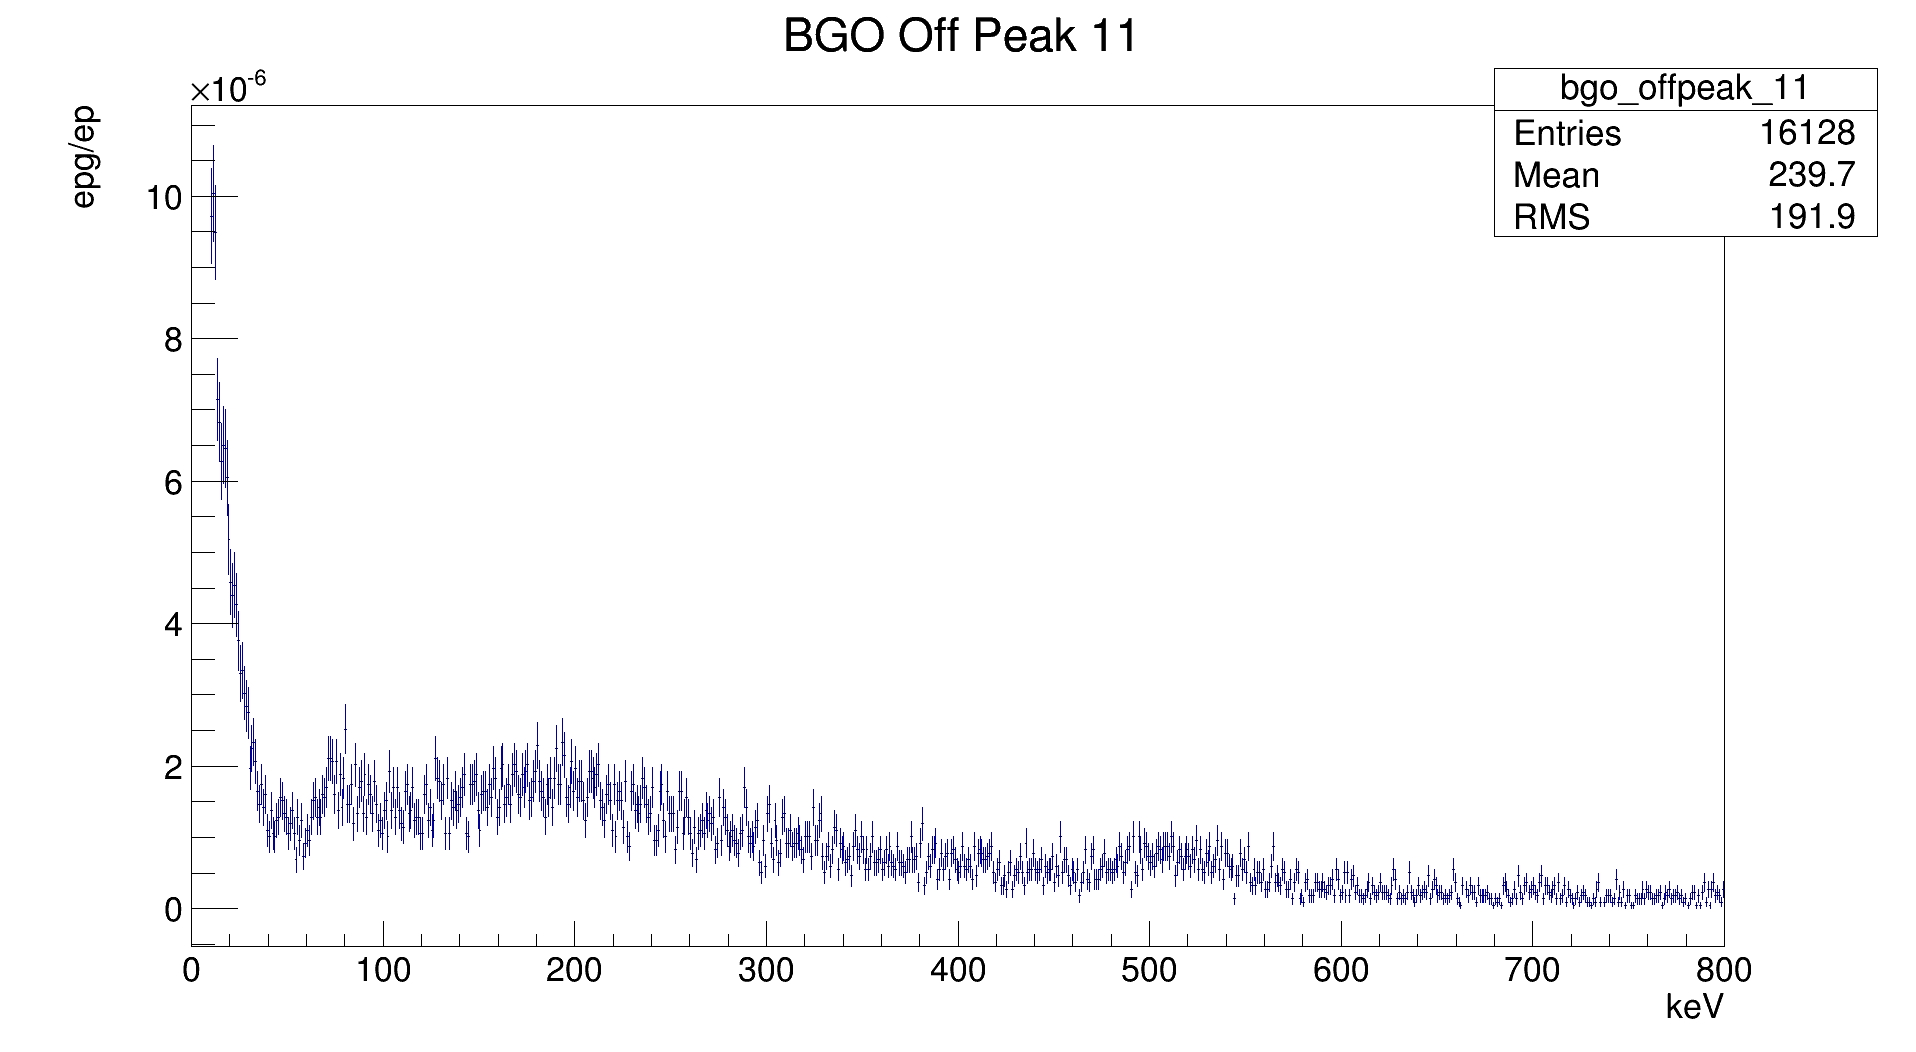 BGO Off Peak 11
×10-6
epg/ep
bgo_offpeak_11
Entries 16128
Mean 239.7
RMS 191.9
10
8
6
4
2
0
0 100 200 300 400 500 600 700 800
keV